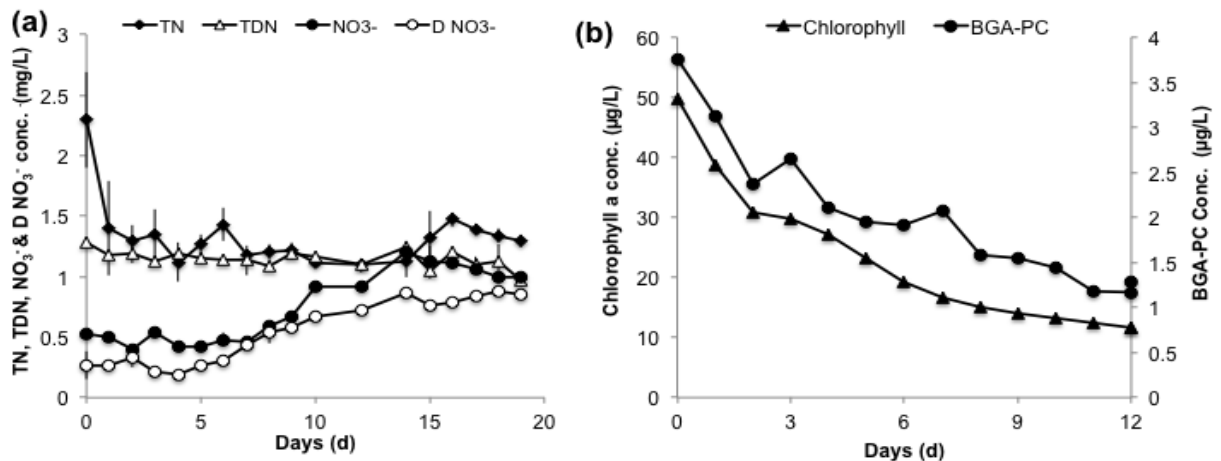 (a)
TN TDN NO3- D NO3-
TN, TDN, NO₃⁻ & D NO₃⁻ conc. (mg/L)
3
2.5
2
1.5
1
0.5
0
0 5 10 15 20
Days (d)
(b)
Chlorophyll BGA-PC
Chlorophyll a conc. (µg/L)
60
50
40
30
20
10
0
0 3 6 9 12
Days (d)
4
3.5
3
2.5
2
1.5
1
0.5
0
BGA-PC Conc. (µg/L)